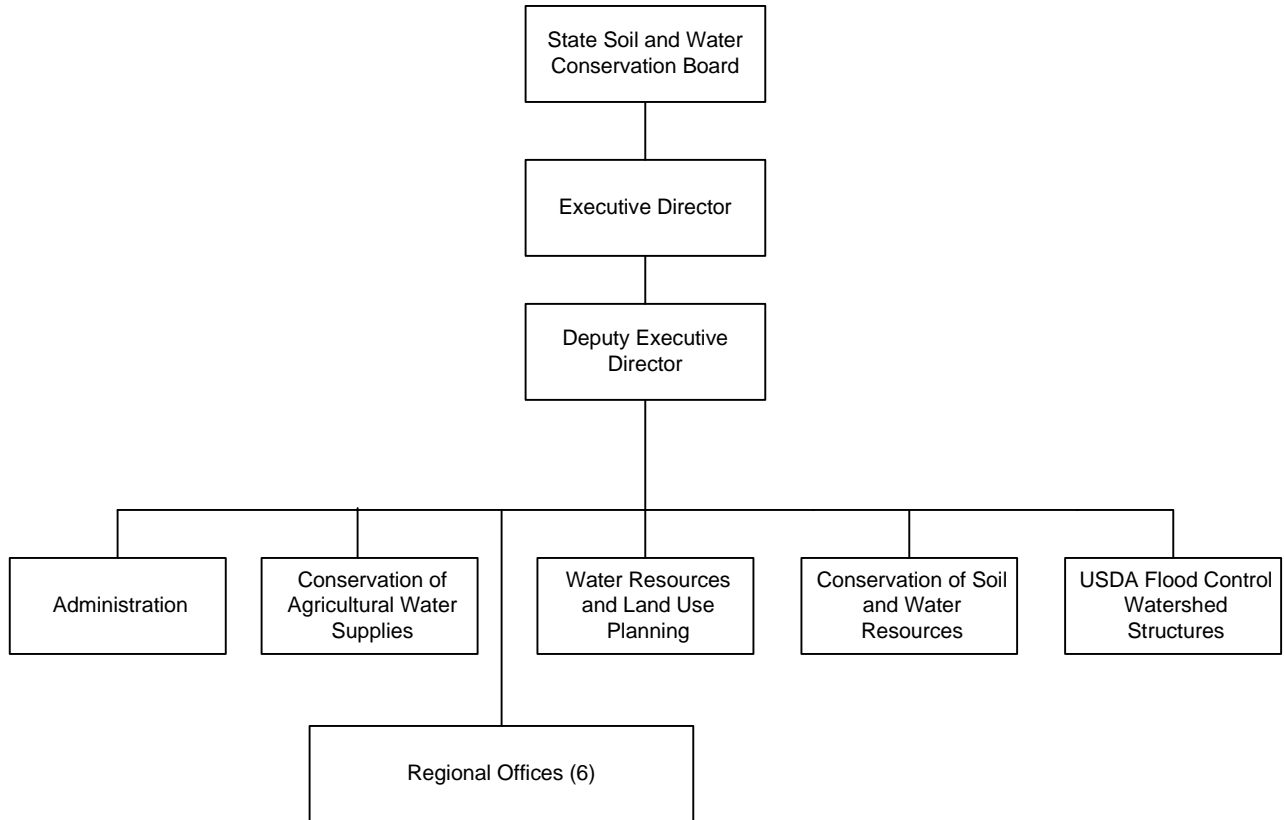 State Soil and Water
Conservation Board
Executive Director
Deputy Executive
Director
Administration
Conservation of
Agricultural Water
Supplies
Water Resources
and Land Use
Planning
Conservation of Soil
and Water
Resources
USDA Flood Control
Watershed
Structures
Regional Offices (6)